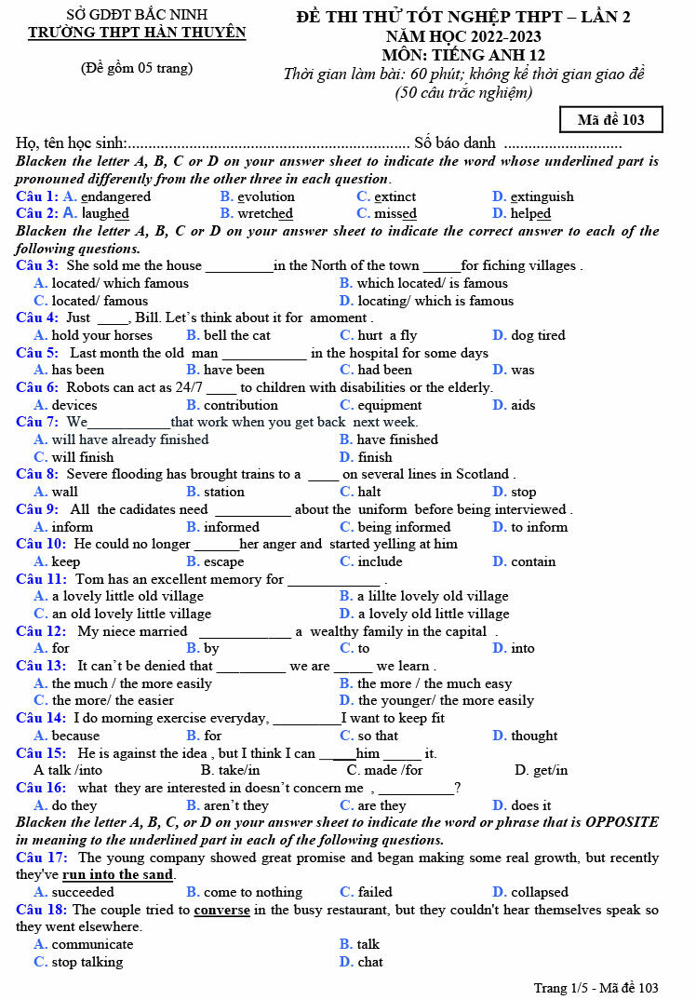 SỞ GDĐT BẮC NINH
TRƯỜNG THPT HÀN THUYÊN
(Đề gồm 05 trang)
ĐỀ THI THỬ TỐT NGHIỆP THPT – LẦN 2
NĂM HỌC 2022-2023
MÔN: TIẾNG ANH 12
Thời gian làm bài: 60 phút; không kể thời gian giao đề
(50 câu trắc nghiệm)
Mã đề 103
Họ, tên học sinh:...................................................................... Số báo danh .............................
Blacken the letter A, B, C or D on your answer sheet to indicate the word whose underlined part is
pronouned differently from the other three in each question.
Câu 1: A. endangered B. evolution C. extinct D. extinguish
Câu 2: A. laughed B. wretched C. missed D. helped
Blacken the letter A, B, C or D on your answer sheet to indicate the correct answer to each of the
following questions.
Câu 3: She sold me the house _________in the North of the town _____for fiching villages .
A. located/ which famous B. which located/ is famous
C. located/ famous D. locating/ which is famous
Câu 4: Just ____, Bill. Let's think about it for amoment .
A. hold your horses B. bell the cat C. hurt a fly D. dog tired
Câu 5: Last month the old man ___________ in the hospital for some days
A. has been B. have been C. had been D. was
Câu 6: Robots can act as 24/7 ____ to children with disabilities or the elderly.
A. devices B. contribution C. equipment D. aids
Câu 7: We___________that work when you get back next week.
A. will have already finished B. have finished
C. will finish D. finish
Câu 8: Severe flooding has brought trains to a ____ on several lines in Scotland .
A. wall B. station C. halt D. stop
Câu 9: All the cadidates need __________ about the uniform before being interviewed .
A. inform B. informed C. being informed D. to inform
Câu 10: He could no longer ______her anger and started yelling at him
A. keep B. escape C. include D. contain
Câu 11: Tom has an excellent memory for ____________ .
A. a lovely little old village B. a lillte lovely old village
C. an old lovely little village D. a lovely old little village
Câu 12: My niece married ____________ a wealthy family in the capital .
A. for B. by C. to D. into
Câu 13: It can't be denied that _________ we are _____ we learn .
A. the much / the more easily B. the more / the much easy
C. the more/ the easier D. the younger/ the more easily
Câu 14: I do morning exercise everyday, _________I want to keep fit
A. because B. for C. so that D. thought
Câu 15: He is against the idea , but I think I can _____him _____ it.
A talk /into B. take/in C. made /for D. get/in
Câu 16: what they are interested in doesn't concern me , __________?
A. do they B. aren't they C. are they D. does it
Blacken the letter A, B, C, or D on your answer sheet to indicate the word or phrase that is OPPOSITE
in meaning to the underlined part in each of the following questions.
Câu 17: The young company showed great promise and began making some real growth, but recently
they've run into the sand.
A. succeeded B. come to nothing C. failed D. collapsed
Câu 18: The couple tried to converse in the busy restaurant, but they couldn't hear themselves speak so
they went elsewhere.
A. communicate B. talk
C. stop talking D. chat
Trang 1/5 - Mã đề 103